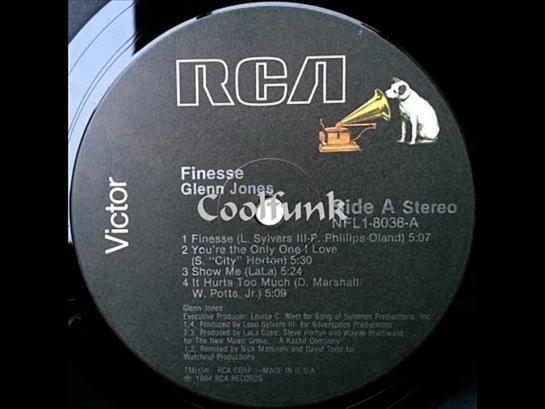 RCA
Victor
Finesse
Glenn Jones
Coolfunk
Side A Stereo
NFL1-8036-A
1 Finesse (L. Sylvers III-P. Phillips-Oland) 5:07
2 You're the Only One I Love
(S. "City" Horton) 5:30
3 Show Me (LaLa) 5:24
4 It Hurts Too Much (D. Marshall-
W. Potts, Jr.) 5:09
Glenn Jones
Executive Producer: Louise C. West for Song of Solomon Productions, Inc.
1,4, Produced by Leon Sylvers III, for Silverspoon Productions
Produced by LaLa Cope, Steve Horton and Wayne Brathwaite
for The New Music Group, "A Kashif Company"
1,2, Remixed by Nick Martinelli and David Todd for
Watchout Productions
TM(s)® RCA CORP.—MADE IN U.S.A.
℗ 1984 RCA RECORDS